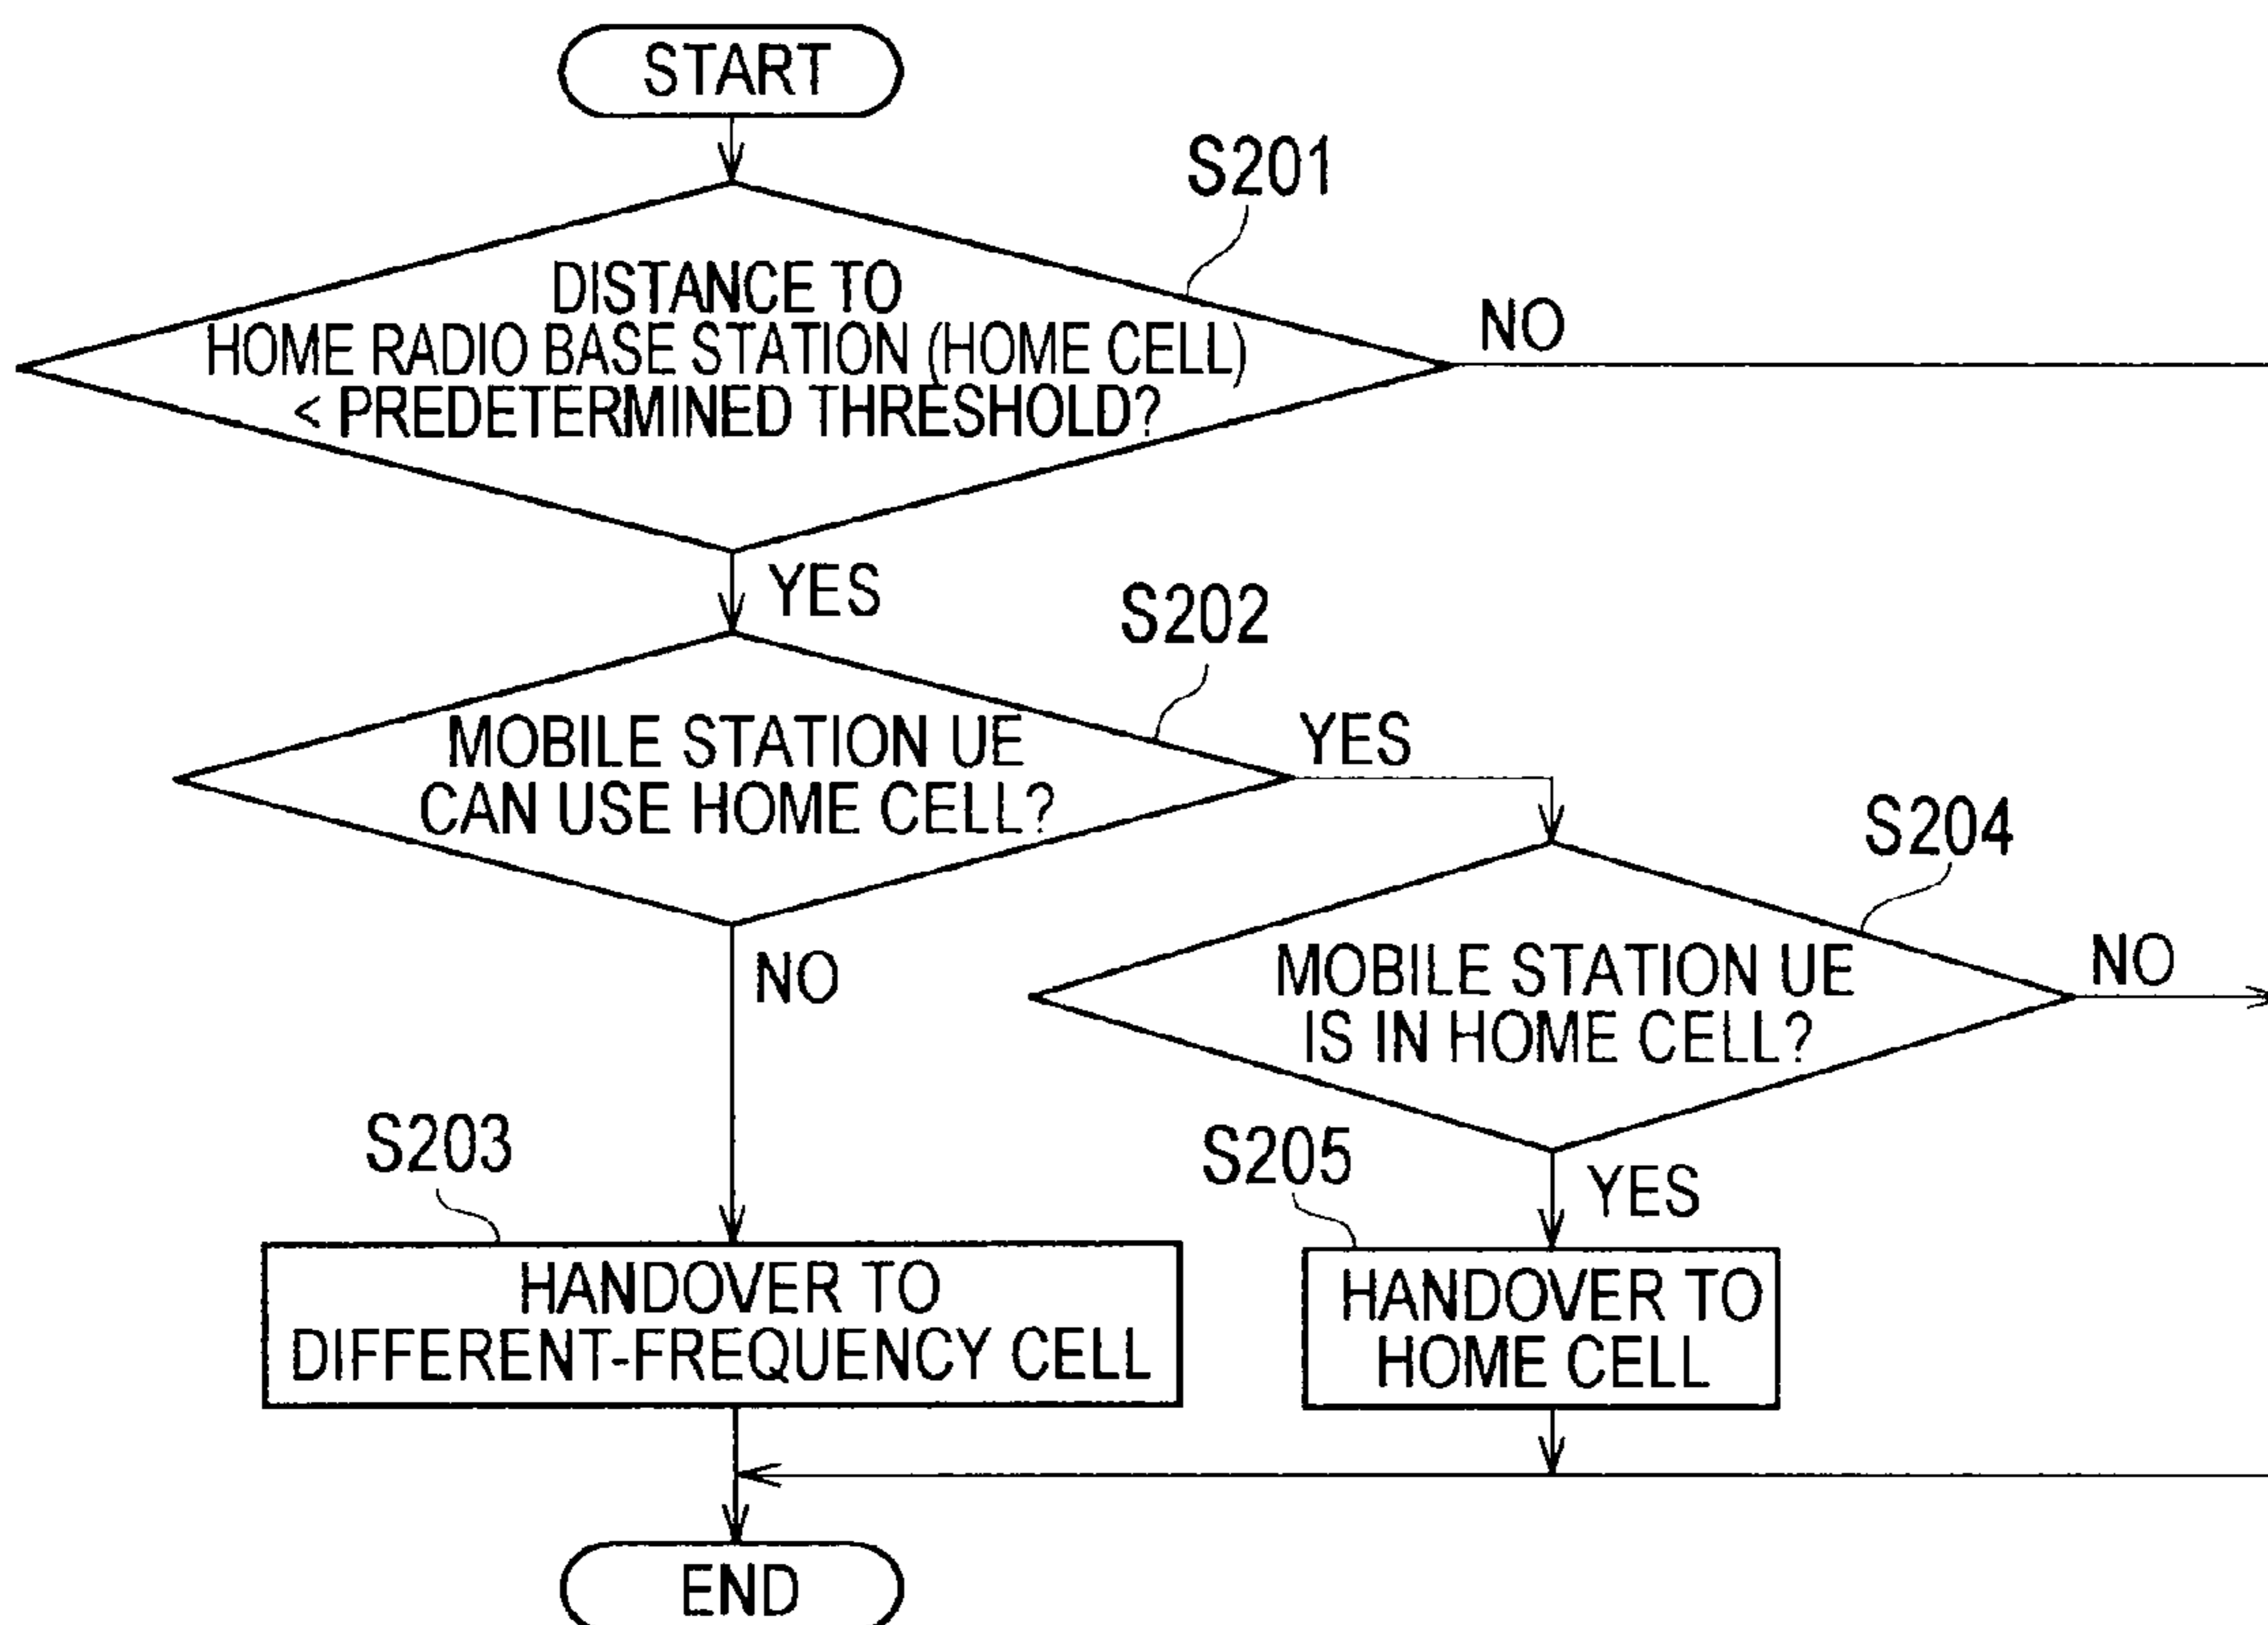 START
S201
DISTANCE TO
HOME RADIO BASE STATION (HOME CELL)
< PREDETERMINED THRESHOLD?
NO
YES
S202
MOBILE STATION UE
CAN USE HOME CELL?
YES
NO
S204
MOBILE STATION UE
IS IN HOME CELL?
NO
YES
S203
HANDOVER TO
DIFFERENT-FREQUENCY CELL
S205
HANDOVER TO
HOME CELL
END